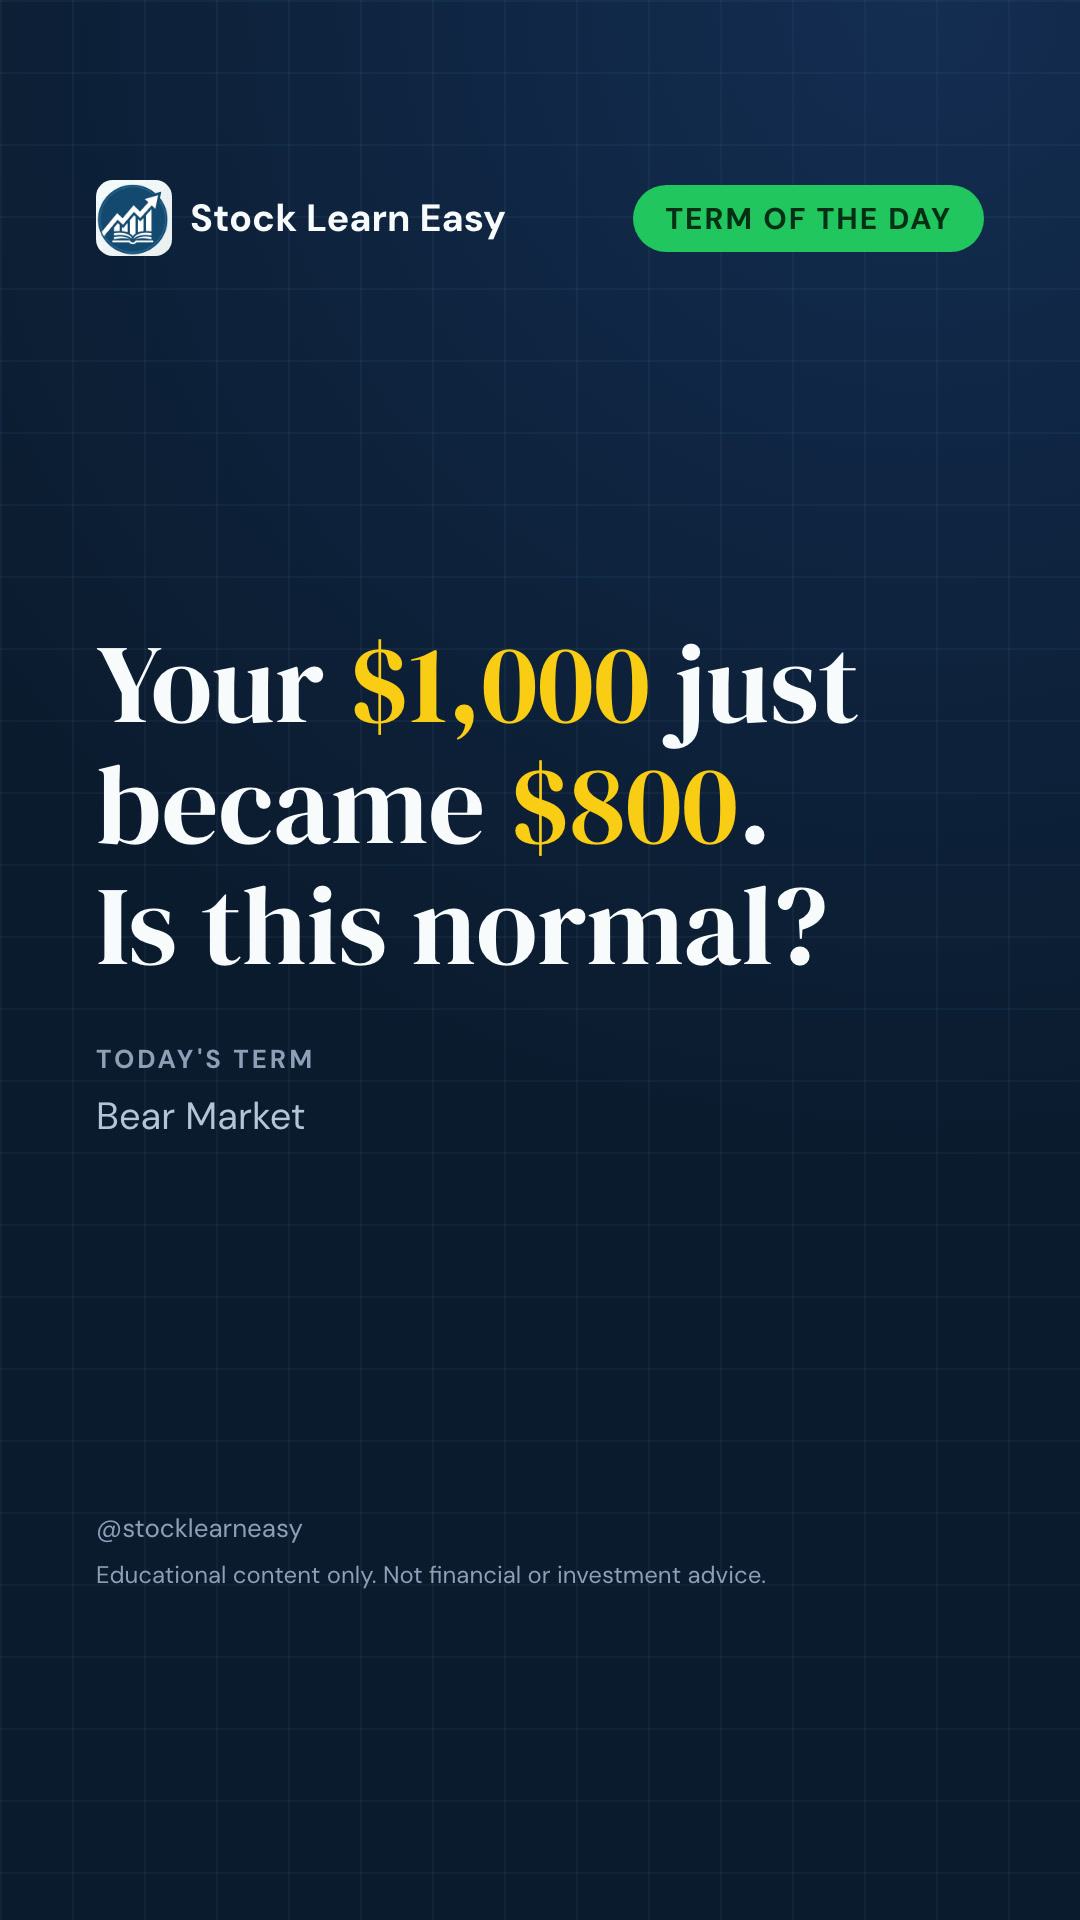 Stock Learn Easy
TERM OF THE DAY
Your $1,000 just
became $800.
Is this normal?
TODAY'S TERM
Bear Market
@stocklearneasy
Educational content only. Not financial or investment advice.